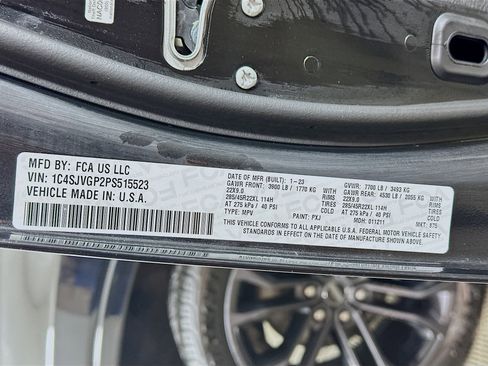 MFD BY: FCA US LLC
VIN: 1C4SJVGP2PS515523
VEHICLE MADE IN: U.S.A.
DATE OF MFR (BUILT): 1-23 GVWR: 7700 LB / 3493 KG
GAWR FRONT: 3900 LB / 1770 KG WITH GAWR REAR: 4530 LB / 2055 KG WITH
22X9.0 RIMS 22X9.0 RIMS
285/45R22XL 114H TIRES 285/45R22XL 114H TIRES
AT 275 kPa / 40 PSI AT 275 kPa / 40 PSI
TYPE: MPV PAINT: PXJ MDH: 011211 MKT: 875
THIS VEHICLE CONFORMS TO ALL APPLICABLE U.S.A. FEDERAL MOTOR VEHICLE SAFETY
STANDARDS IN EFFECT ON THE DATE OF MANUFACTURE SHOWN ABOVE.